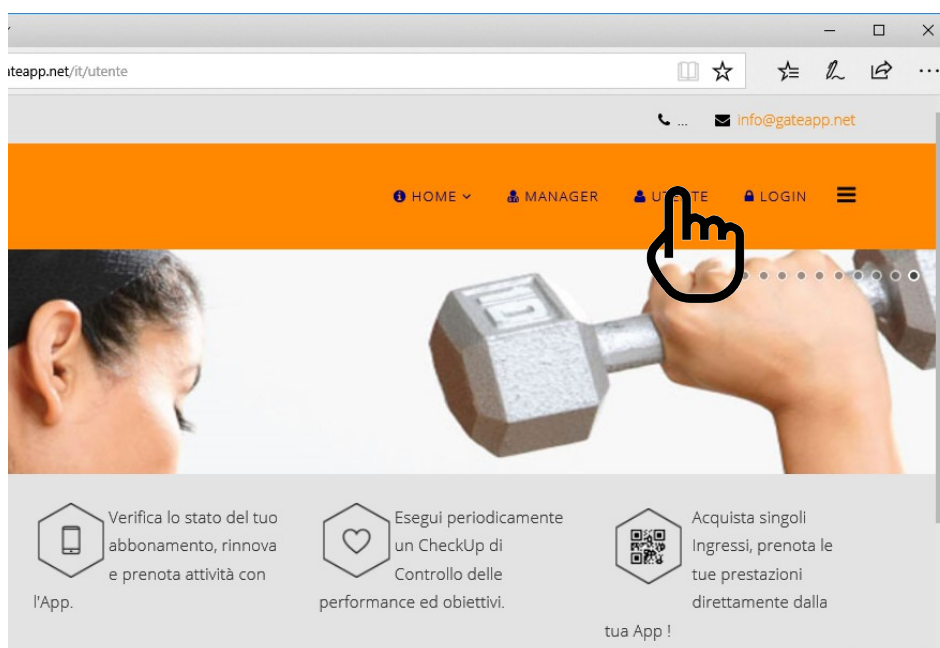 ateapp.net/it/utente
...
info@gateapp.net
HOME
MANAGER
LOGIN
Verifica lo stato del tuo
abbonamento, rinnova
e prenota attività con
l'App.
Esegui periodicamente
un CheckUp di
Controllo delle
performance ed obiettivi.
Acquista singoli
Ingressi, prenota le
tue prestazioni
direttamente dalla
tua App !